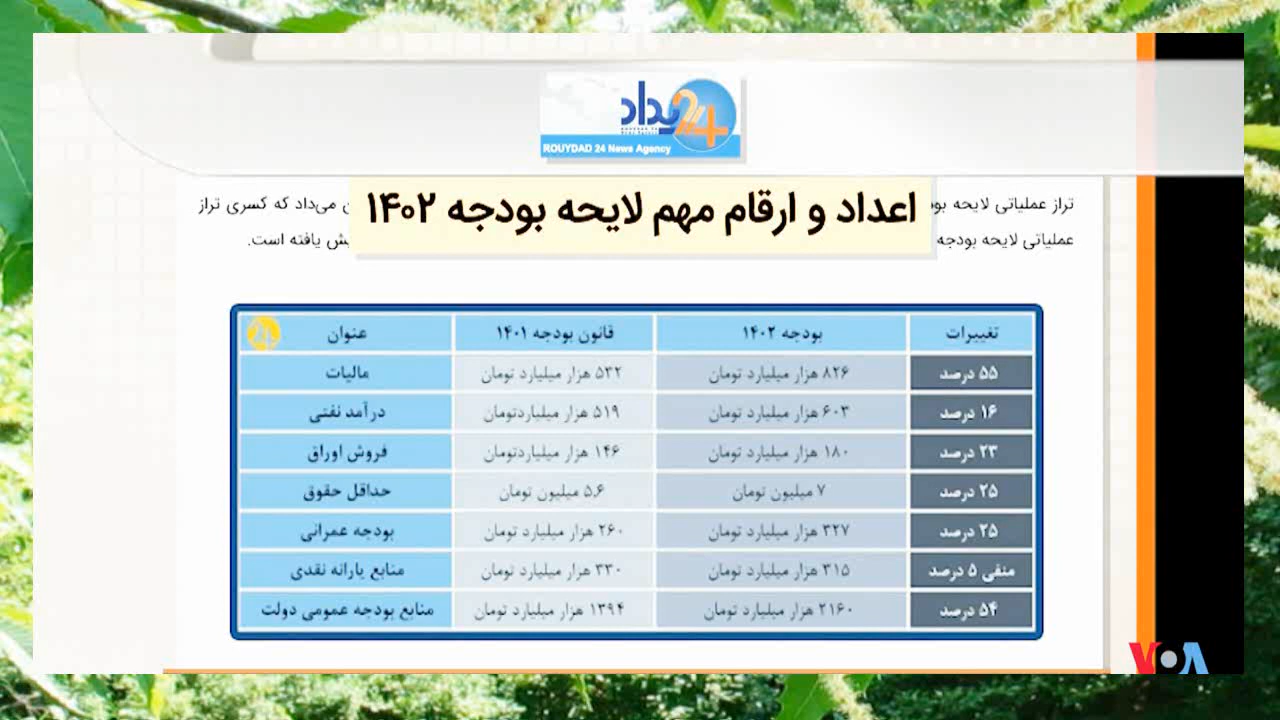 رویداد24
ROUYDAD 24 News Agency
اعداد و ارقام مهم لایحه بودجه ۱۴۰۲
تراز عملیاتی لایحه می‌داد که کسری تراز
عملیاتی لایحه بودجه یافته است.
تغییرات بودجه ۱۴۰۲ قانون بودجه ۱۴۰۱ عنوان
۵۵ درصد ۸۲۶ هزار میلیارد تومان ۵۳۲ هزار میلیارد تومان مالیات
۱۶ درصد ۶۰۳ هزار میلیارد تومان ۵۱۹ هزار میلیاردتومان درآمد نفتی
۲۳ درصد ۱۸۰ هزار میلیارد تومان ۱۴۶ هزار میلیاردتومان فروش اوراق
۲۵ درصد ۷ میلیون تومان ۵٫۶ میلیون تومان حداقل حقوق
۲۵ درصد ۳۲۷ هزار میلیارد تومان ۲۶۰ هزار میلیارد تومان بودجه عمرانی
منفی ۵ درصد ۳۱۵ هزار میلیارد تومان ۳۳۰ هزار میلیارد تومان منابع یارانه نقدی
۵۴ درصد ۲۱۶۰ هزار میلیارد تومان ۱۳۹۴ هزار میلیارد تومان منابع بودجه عمومی دولت
VOA